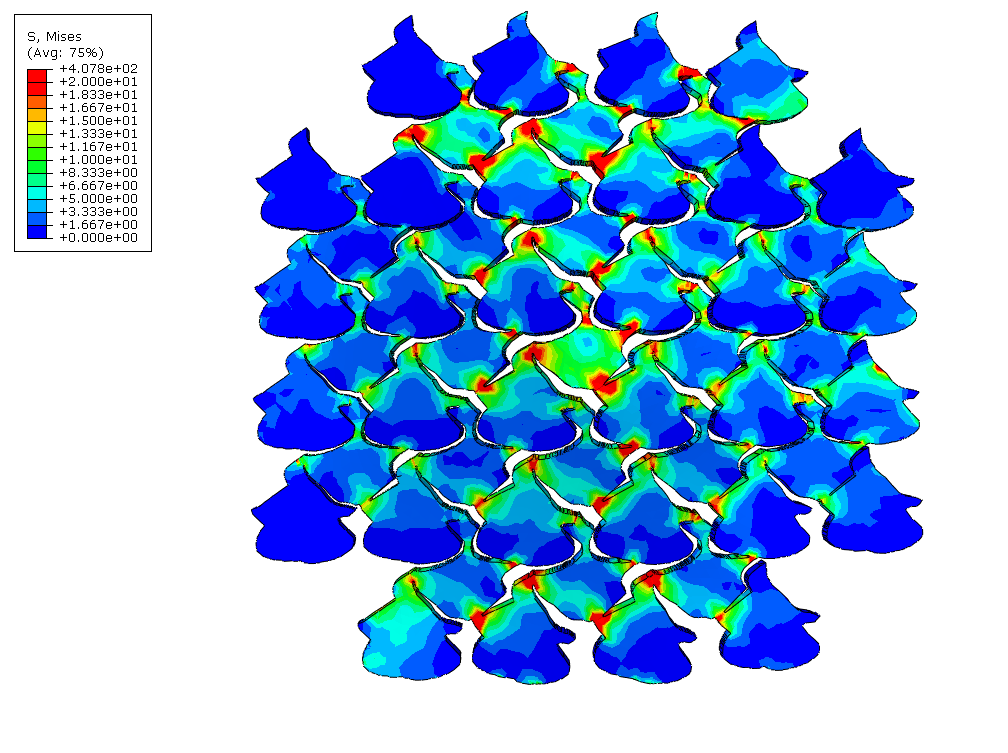 S, Mises
(Avg: 75%)
+4.078e+02
+2.000e+01
+1.833e+01
+1.667e+01
+1.500e+01
+1.333e+01
+1.167e+01
+1.000e+01
+8.333e+00
+6.667e+00
+5.000e+00
+3.333e+00
+1.667e+00
+0.000e+00